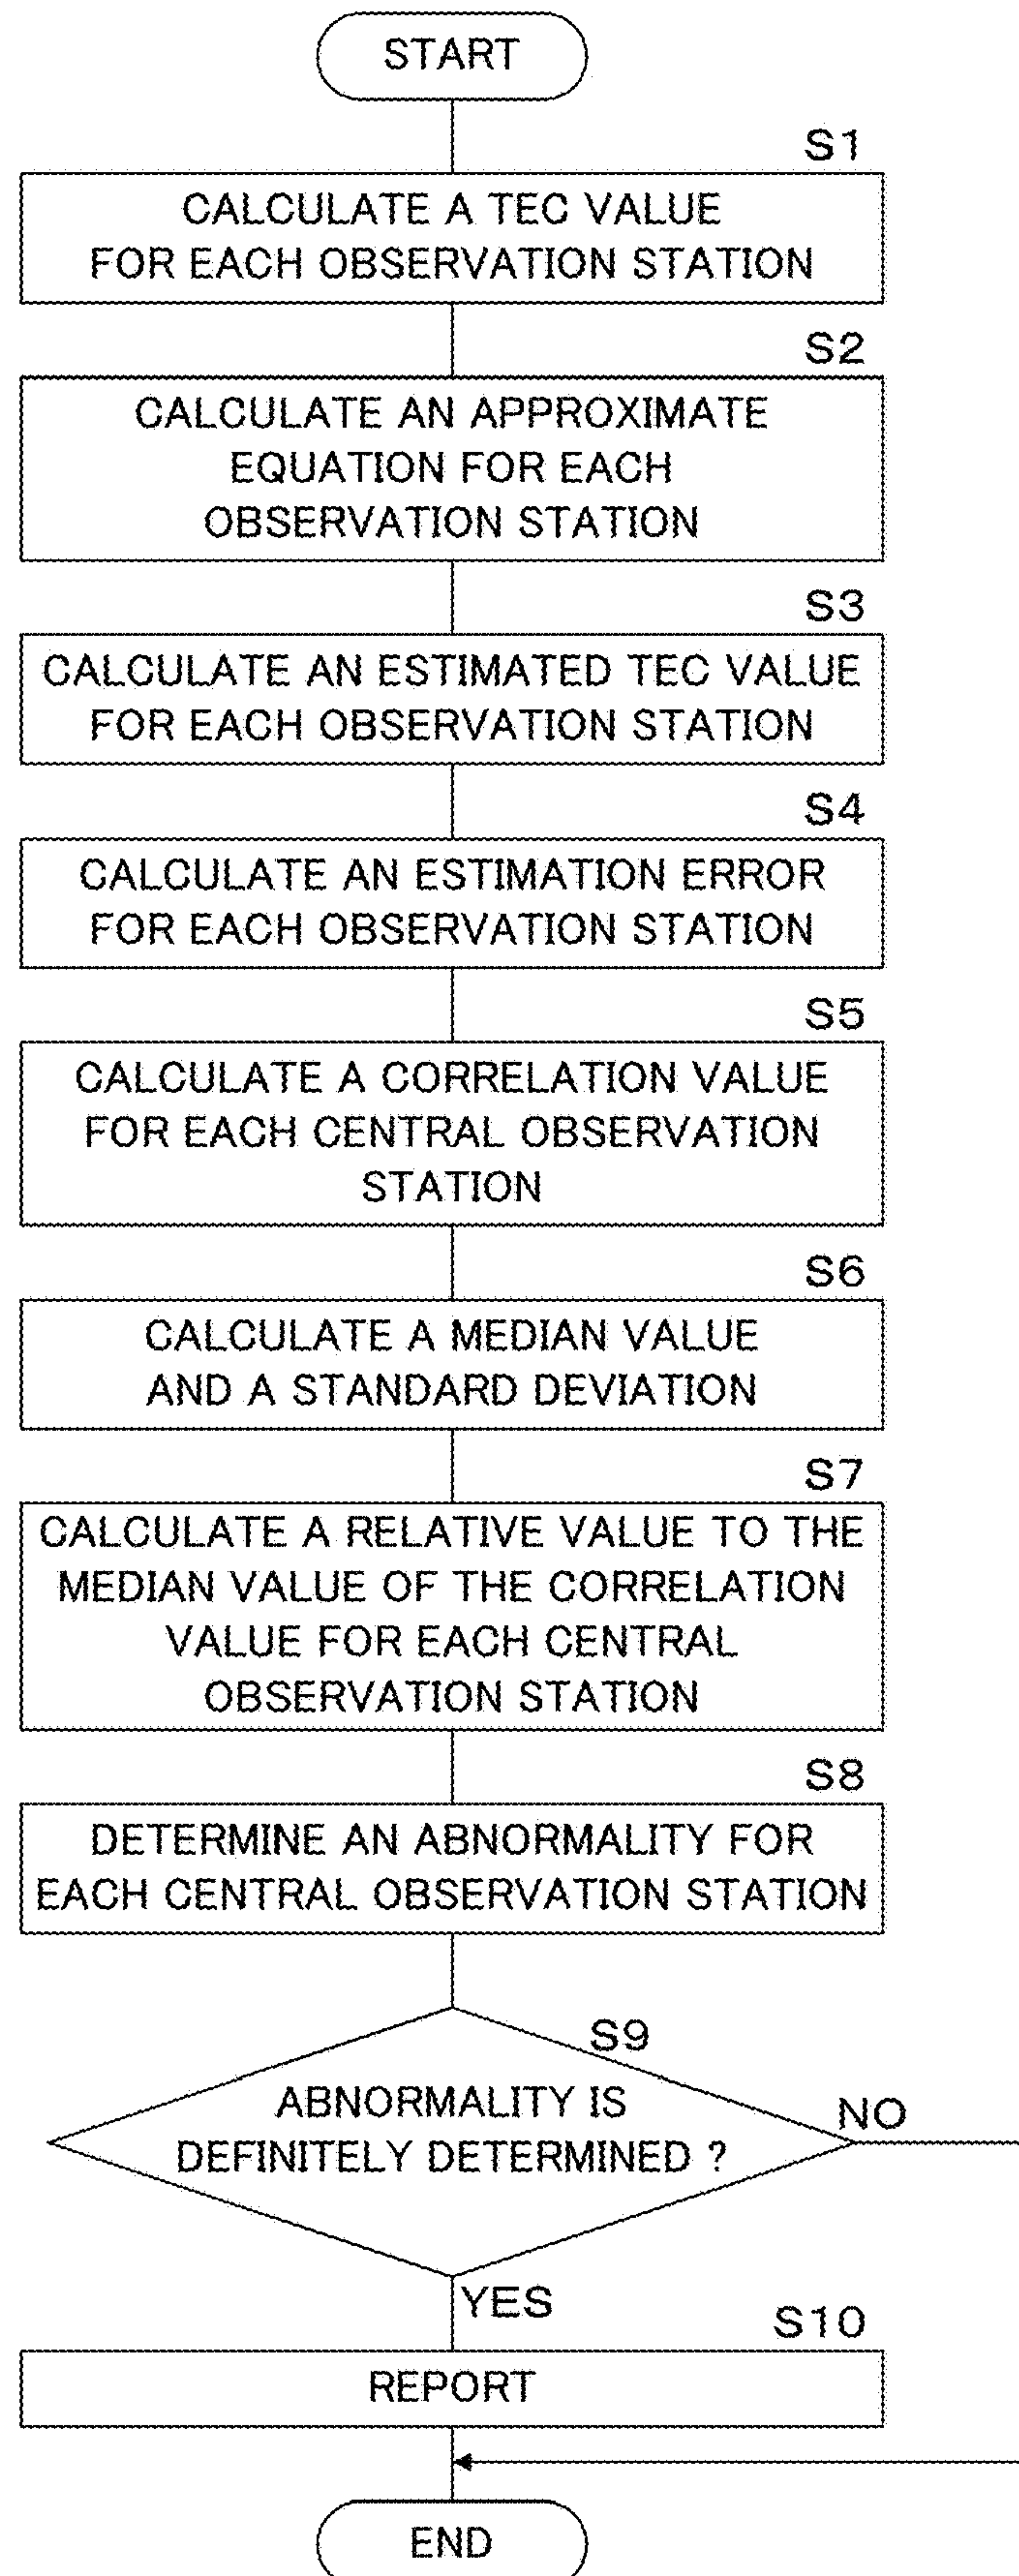 START
S1
CALCULATE A TEC VALUE
FOR EACH OBSERVATION STATION
S2
CALCULATE AN APPROXIMATE
EQUATION FOR EACH
OBSERVATION STATION
S3
CALCULATE AN ESTIMATED TEC VALUE
FOR EACH OBSERVATION STATION
S4
CALCULATE AN ESTIMATION ERROR
FOR EACH OBSERVATION STATION
S5
CALCULATE A CORRELATION VALUE
FOR EACH CENTRAL OBSERVATION
STATION
S6
CALCULATE A MEDIAN VALUE
AND A STANDARD DEVIATION
S7
CALCULATE A RELATIVE VALUE TO THE
MEDIAN VALUE OF THE CORRELATION
VALUE FOR EACH CENTRAL
OBSERVATION STATION
S8
DETERMINE AN ABNORMALITY FOR
EACH CENTRAL OBSERVATION STATION
S9
ABNORMALITY IS
DEFINITELY DETERMINED ?
NO
YES
S10
REPORT
END